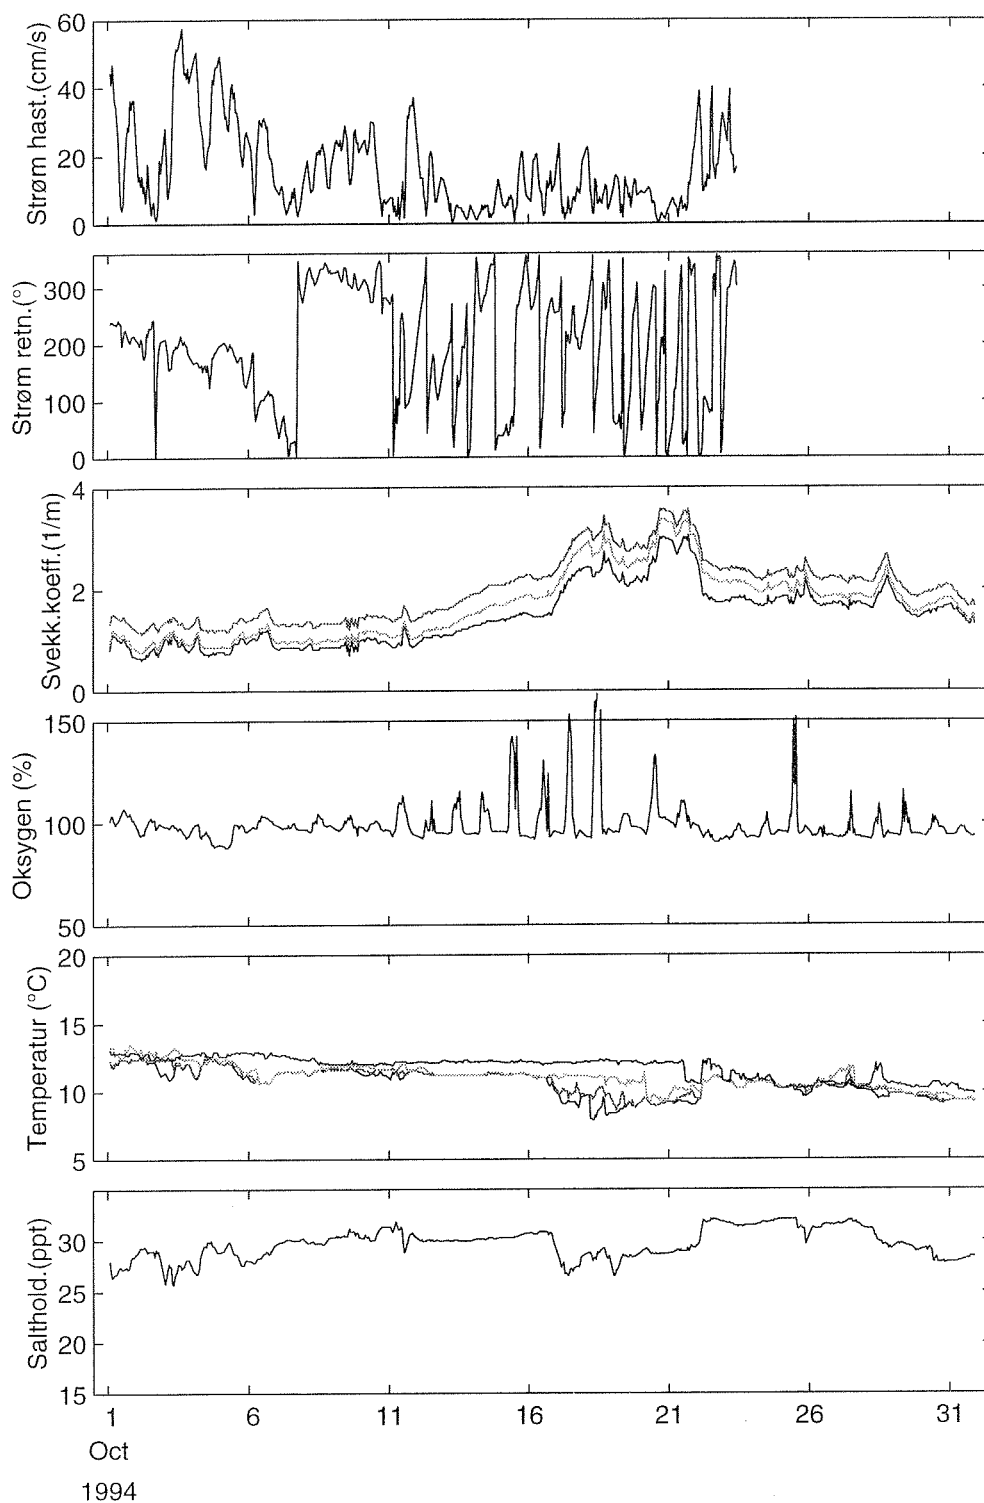 Strøm hast.(cm/s)
60
40
20
0
Strøm retn.(°)
300
200
100
0
Svekk.koeff.(1/m)
4
2
0
Oksygen (%)
150
100
50
Temperatur (°C)
20
15
10
5
Salthold.(ppt)
30
25
20
15
1 6 11 16 21 26 31
Oct
1994